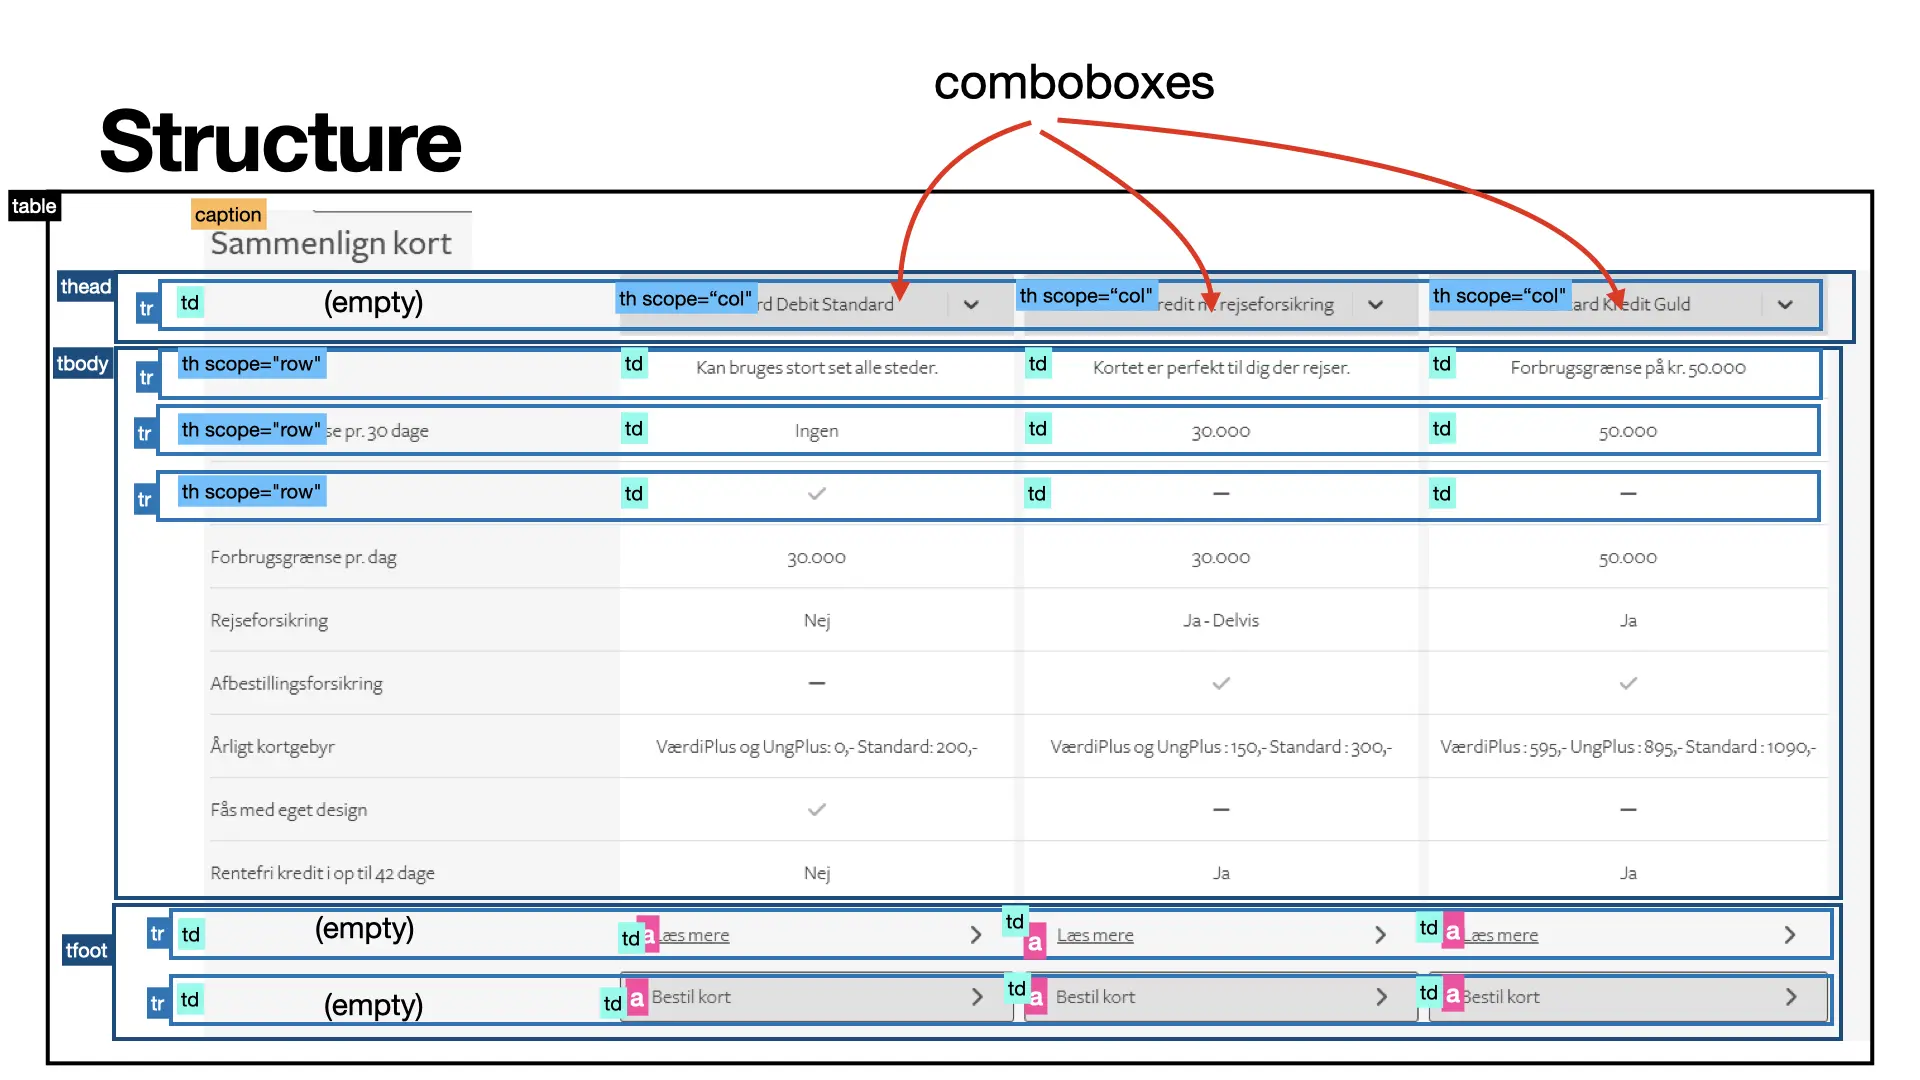 comboboxes
Structure
table
caption
Sammenlign kort
thead
tr td (empty) th scope=“col" rd Debit Standard th scope=“col" redit m rejseforsikring th scope=“col" ard Kredit Guld
tbody
tr th scope="row" td Kan bruges stort set alle steder. td Kortet er perfekt til dig der rejser. td Forbrugsgrænse på kr. 50.000
tr th scope="row" se pr. 30 dage td Ingen td 30.000 td 50.000
tr th scope="row" td td td
Forbrugsgrænse pr. dag 30.000 30.000 50.000
Rejseforsikring Nej Ja - Delvis Ja
Afbestillingsforsikring
Årligt kortgebyr VærdiPlus og UngPlus: 0,- Standard: 200,- VærdiPlus og UngPlus : 150,- Standard : 300,- VærdiPlus : 595,- UngPlus : 895,- Standard : 1090,-
Fås med eget design
Rentefri kredit i op til 42 dage Nej Ja Ja
tfoot
tr td (empty) td a Læs mere td a Læs mere td a Læs mere
tr td (empty) td a Bestil kort td a Bestil kort td a Bestil kort